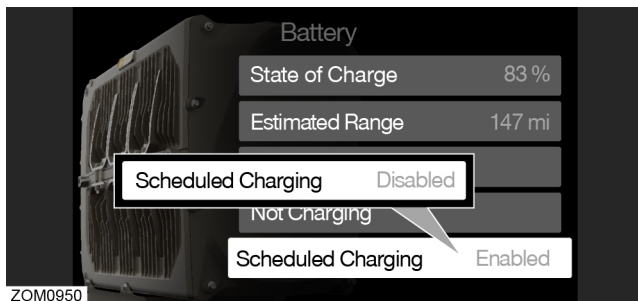 Battery
State of Charge 83 %
Estimated Range 147 mi
Scheduled Charging Disabled
Not Charging
Scheduled Charging Enabled
ZOM0950